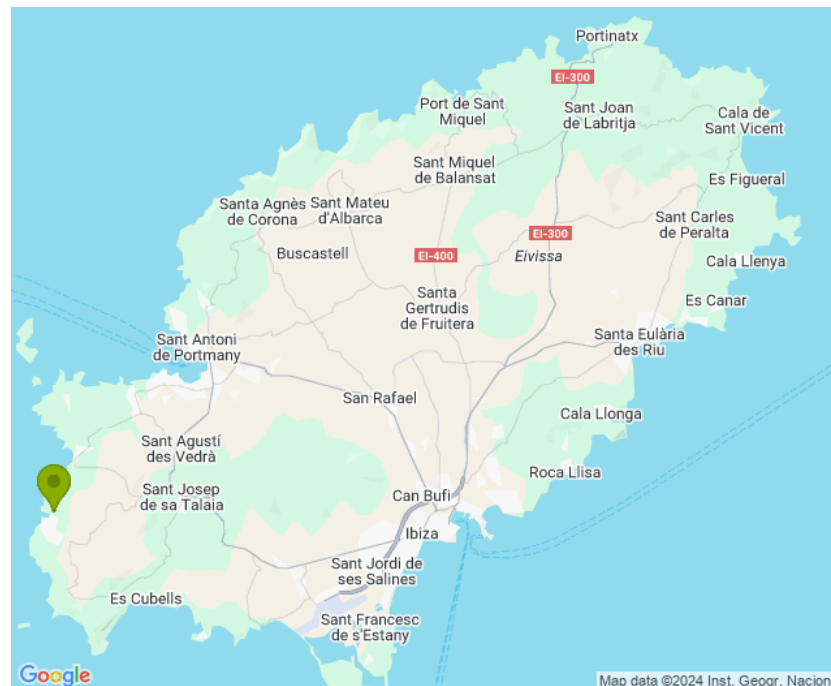 Portinatx
EI-300
Port de Sant
Miquel
Sant Joan
de Labritja
Cala de
Sant Vicent
Sant Miquel
de Balansat
Es Figueral
Santa Agnès
de Corona
Sant Mateu
d'Albarca
Sant Carles
de Peralta
EI-300
Buscastell
EI-400
Eivissa
Cala Llenya
Santa
Gertrudis
de Fruitera
Es Canar
Sant Antoni
de Portmany
Santa Eulària
des Riu
San Rafael
Cala Llonga
Sant Agustí
des Vedrà
Roca Llisa
Sant Josep
de sa Talaia
Can Bufi
Ibiza
Sant Jordi de
ses Salines
Es Cubells
Sant Francesc
de s'Estany
Google
Map data ©2024 Inst. Geogr. Nacion